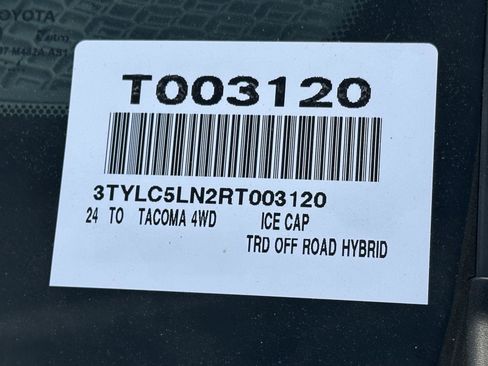 TOYOTA
T003120
3TYLC5LN2RT003120
24 TO TACOMA 4WD ICE CAP
TRD OFF ROAD HYBRID